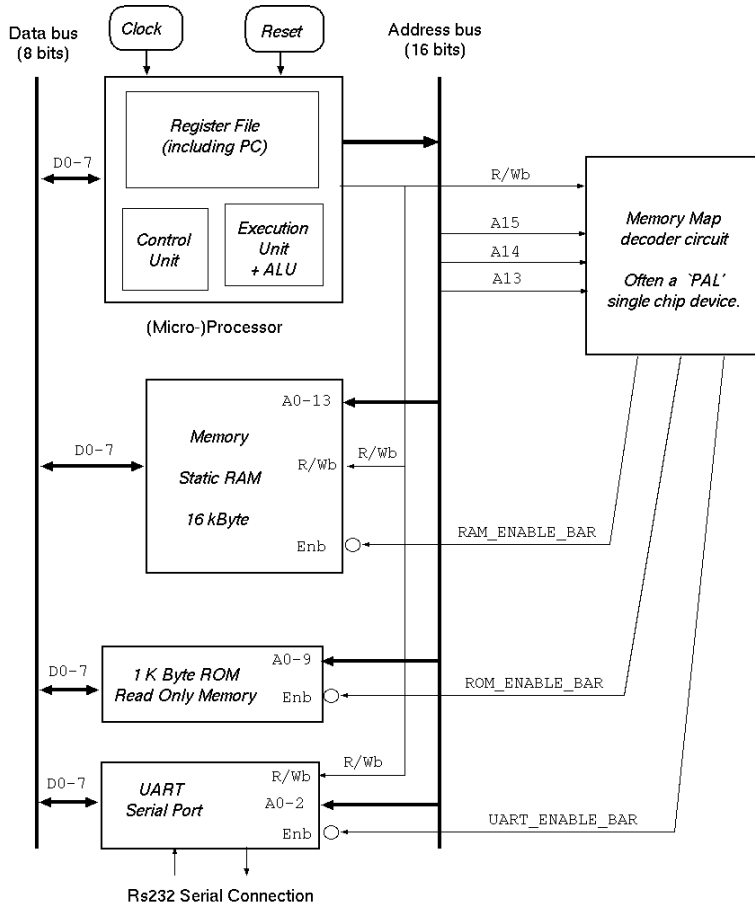 Data bus
(8 bits)
Clock
Reset
Address bus
(16 bits)
Register File
(including PC)
D0-7
Control
Unit
Execution
Unit
+ ALU
(Micro-)Processor
R/Wb
A15
A14
A13
Memory Map
decoder circuit
Often a `PAL'
single chip device.
A0-13
Memory
D0-7
R/Wb
R/Wb
Static RAM
16 kByte
Enb
RAM_ENABLE_BAR
A0-9
D0-7
1 K Byte ROM
Read Only Memory
Enb
ROM_ENABLE_BAR
R/Wb
R/Wb
D0-7
UART
Serial Port
A0-2
Enb
UART_ENABLE_BAR
Rs232 Serial Connection